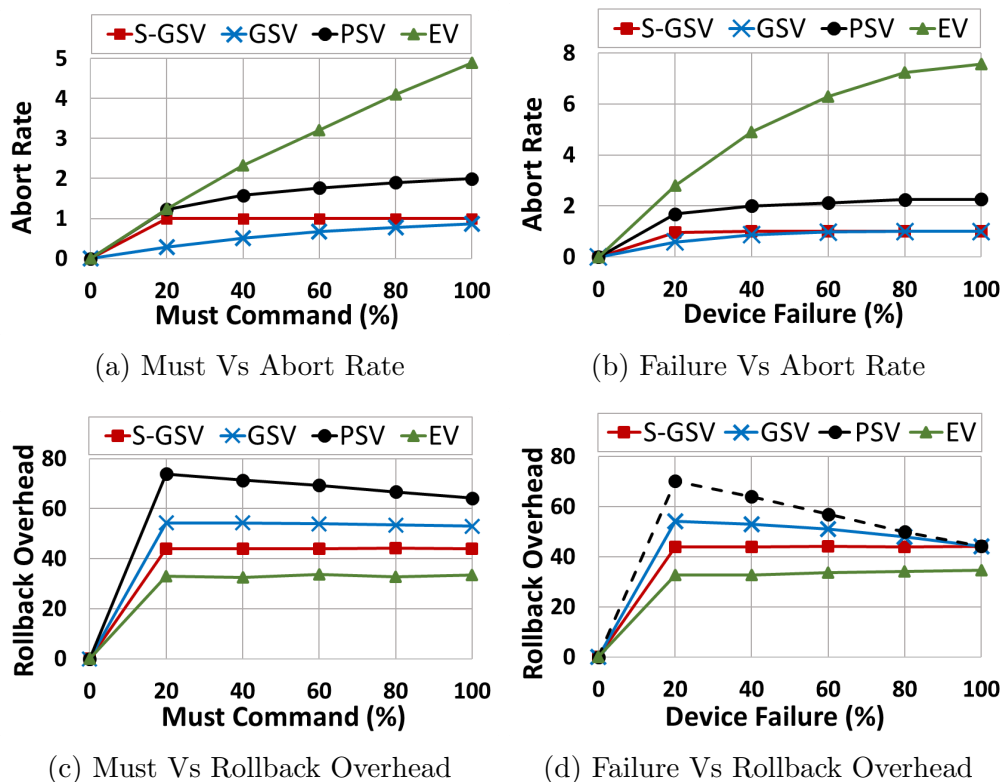 S-GSV GSV PSV EV
5
4
3
2
1
0
Abort Rate
0 20 40 60 80 100
Must Command (%)
(a) Must Vs Abort Rate
S-GSV GSV PSV EV
8
6
4
2
0
Abort Rate
0 20 40 60 80 100
Device Failure (%)
(b) Failure Vs Abort Rate
S-GSV GSV PSV EV
80
60
40
20
0
Rollback Overhead
0 20 40 60 80 100
Must Command (%)
(c) Must Vs Rollback Overhead
S-GSV GSV PSV EV
80
60
40
20
0
Rollback Overhead
0 20 40 60 80 100
Device Failure (%)
(d) Failure Vs Rollback Overhead